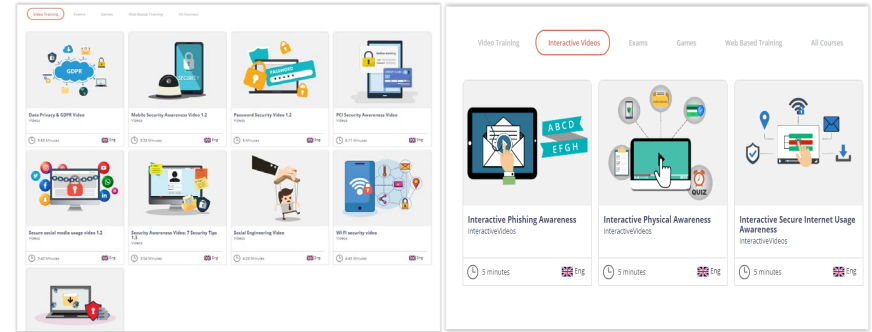 Video Training
Exams
Games
Web Based Training
All Courses
GDPR
SECURITY
PASSWORD
Data Privacy & GDPR Video
Videos
Eng
Mobile Security Awareness Video 1.2
Videos
Eng
Password Security Video 1.2
Videos
Eng
PCI Security Awareness Video
Videos
Eng
Secure social media usage video 1.2
Videos
Eng
Security Awareness Video: 7 Security Tips
1.3
Videos
Eng
Social Engineering Video
Videos
Eng
Wi-Fi security video
Videos
Eng
Video Training
Interactive Videos
Exams
Games
Web Based Training
All Courses
ABCD
EFGH
QUIZ
Interactive Phishing Awareness
InteractiveVideos
5 minutes
Eng
Interactive Physical Awareness
InteractiveVideos
5 minutes
Eng
Interactive Secure Internet Usage
Awareness
InteractiveVideos
5 minutes
Eng